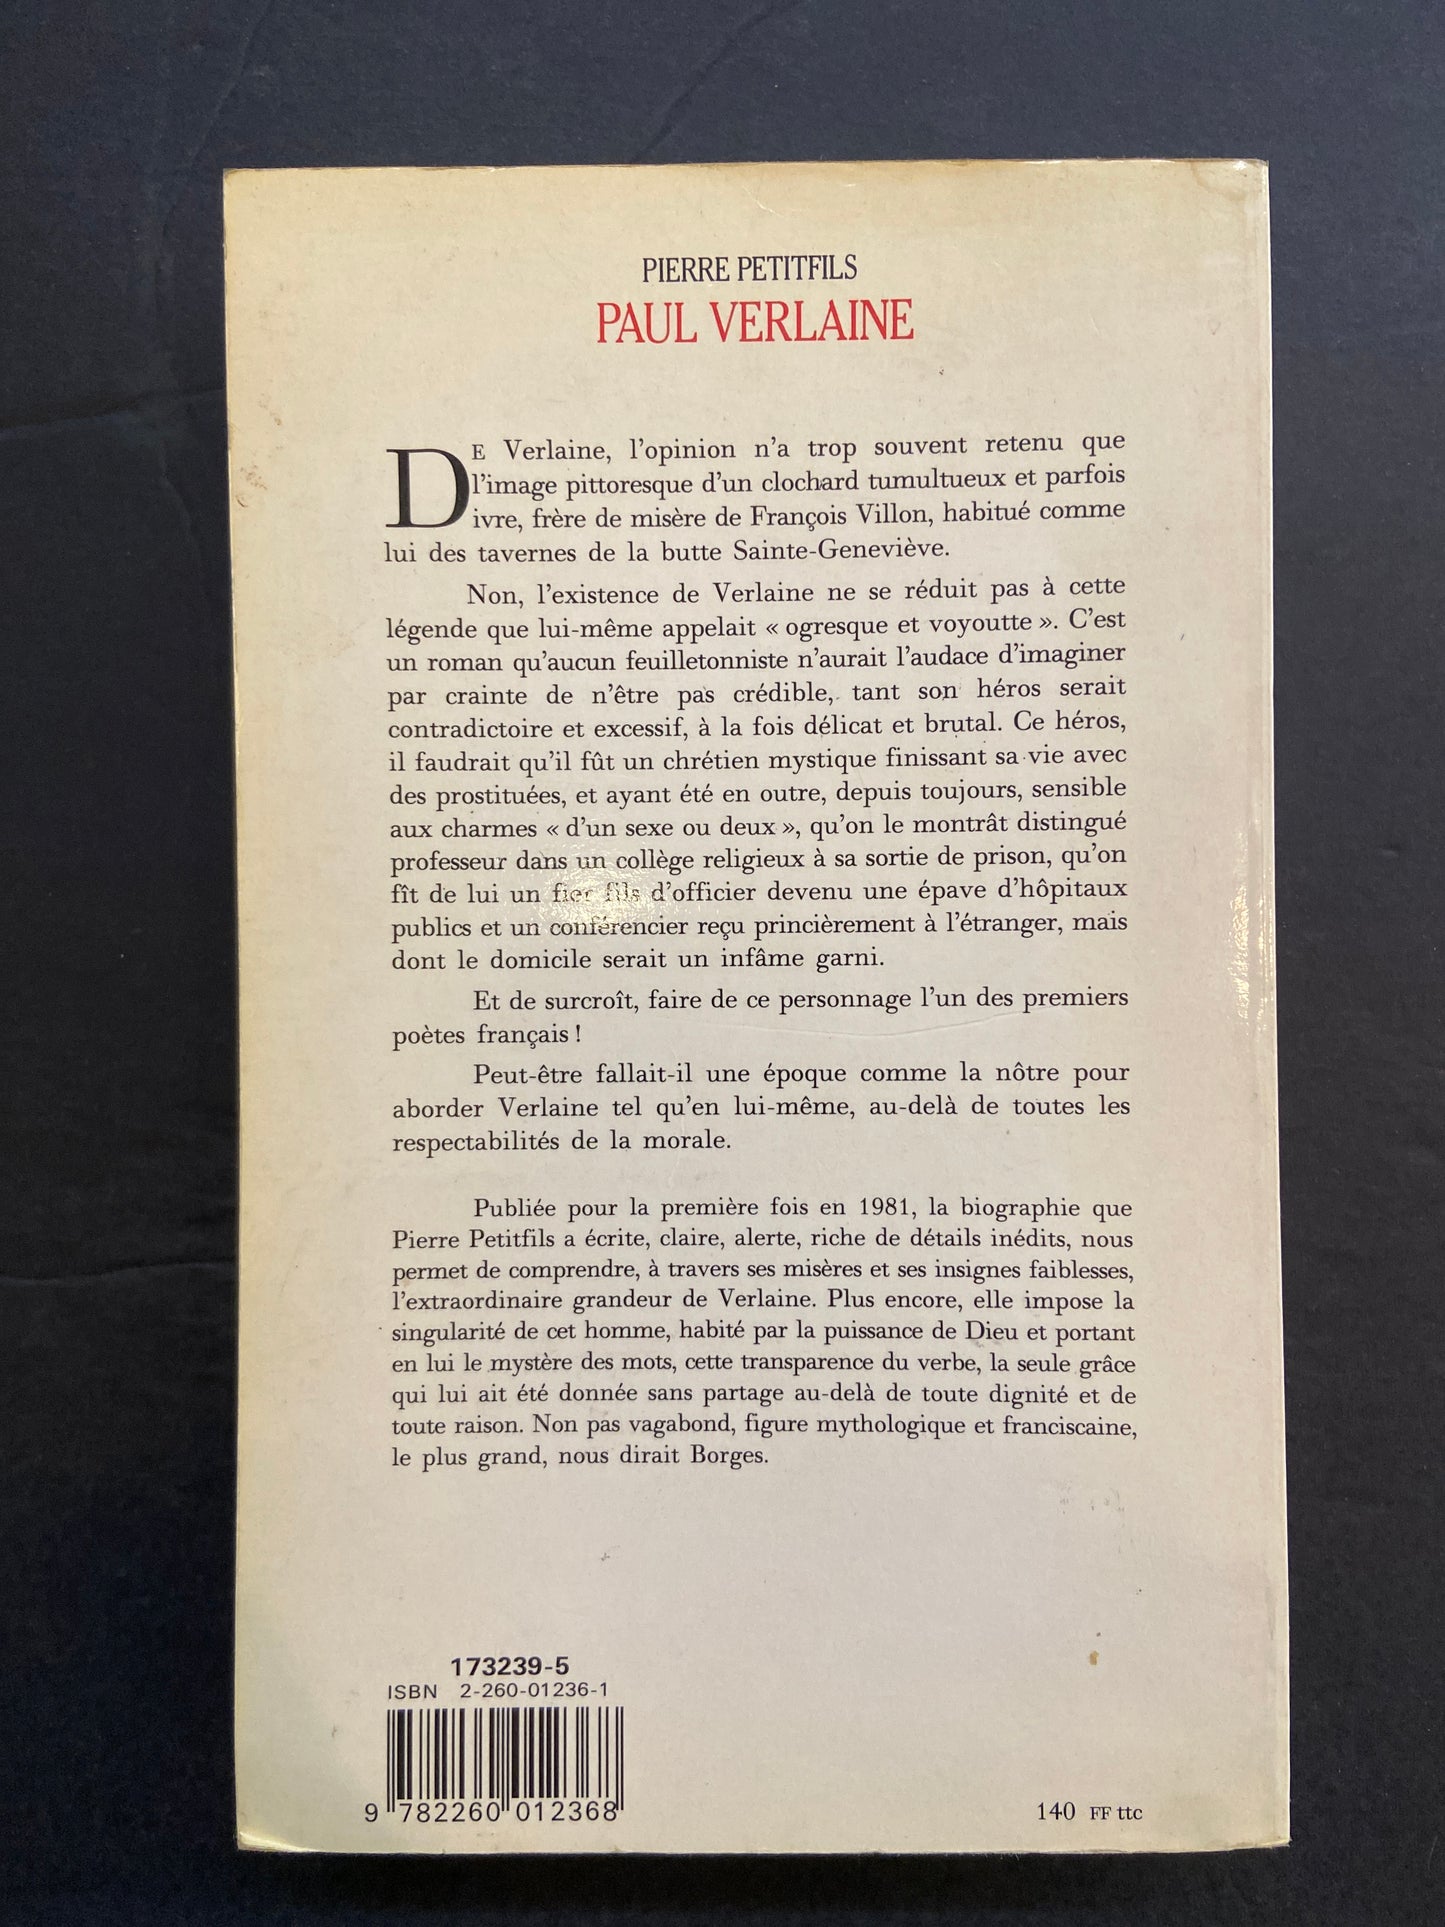 PIERRE PETITFILS
PAUL VERLAINE
DE Verlaine, l'opinion n'a trop souvent retenu que
l'image pittoresque d'un clochard tumultueux et parfois
ivre, frère de misère de François Villon, habitué comme
lui des tavernes de la butte Sainte-Geneviève.
Non, l'existence de Verlaine ne se réduit pas à cette
légende que lui-même appelait « ogresque et voyoutte ». C'est
un roman qu'aucun feuilletonniste n'aurait l'audace d'imaginer
par crainte de n'être pas crédible, tant son héros serait
contradictoire et excessif, à la fois délicat et brutal. Ce héros,
il faudrait qu'il fût un chrétien mystique finissant sa vie avec
des prostituées, et ayant été en outre, depuis toujours, sensible
aux charmes « d'un sexe ou deux », qu'on le montrât distingué
professeur dans un collège religieux à sa sortie de prison, qu'on
fît de lui un fier fils d'officier devenu une épave d'hôpitaux
publics et un conférencier reçu princièrement à l'étranger, mais
dont le domicile serait un infâme garni.
Et de surcroît, faire de ce personnage l'un des premiers
poètes français !
Peut-être fallait-il une époque comme la nôtre pour
aborder Verlaine tel qu'en lui-même, au-delà de toutes les
respectabilités de la morale.
Publiée pour la première fois en 1981, la biographie que
Pierre Petitfils a écrite, claire, alerte, riche de détails inédits, nous
permet de comprendre, à travers ses misères et ses insignes faiblesses,
l'extraordinaire grandeur de Verlaine. Plus encore, elle impose la
singularité de cet homme, habité par la puissance de Dieu et portant
en lui le mystère des mots, cette transparence du verbe, la seule grâce
qui lui ait été donnée sans partage au-delà de toute dignité et de
toute raison. Non pas vagabond, figure mythologique et franciscaine,
le plus grand, nous dirait Borges.
173239-5
ISBN 2-260-01236-1
9 782260 012368
140 FF ttc